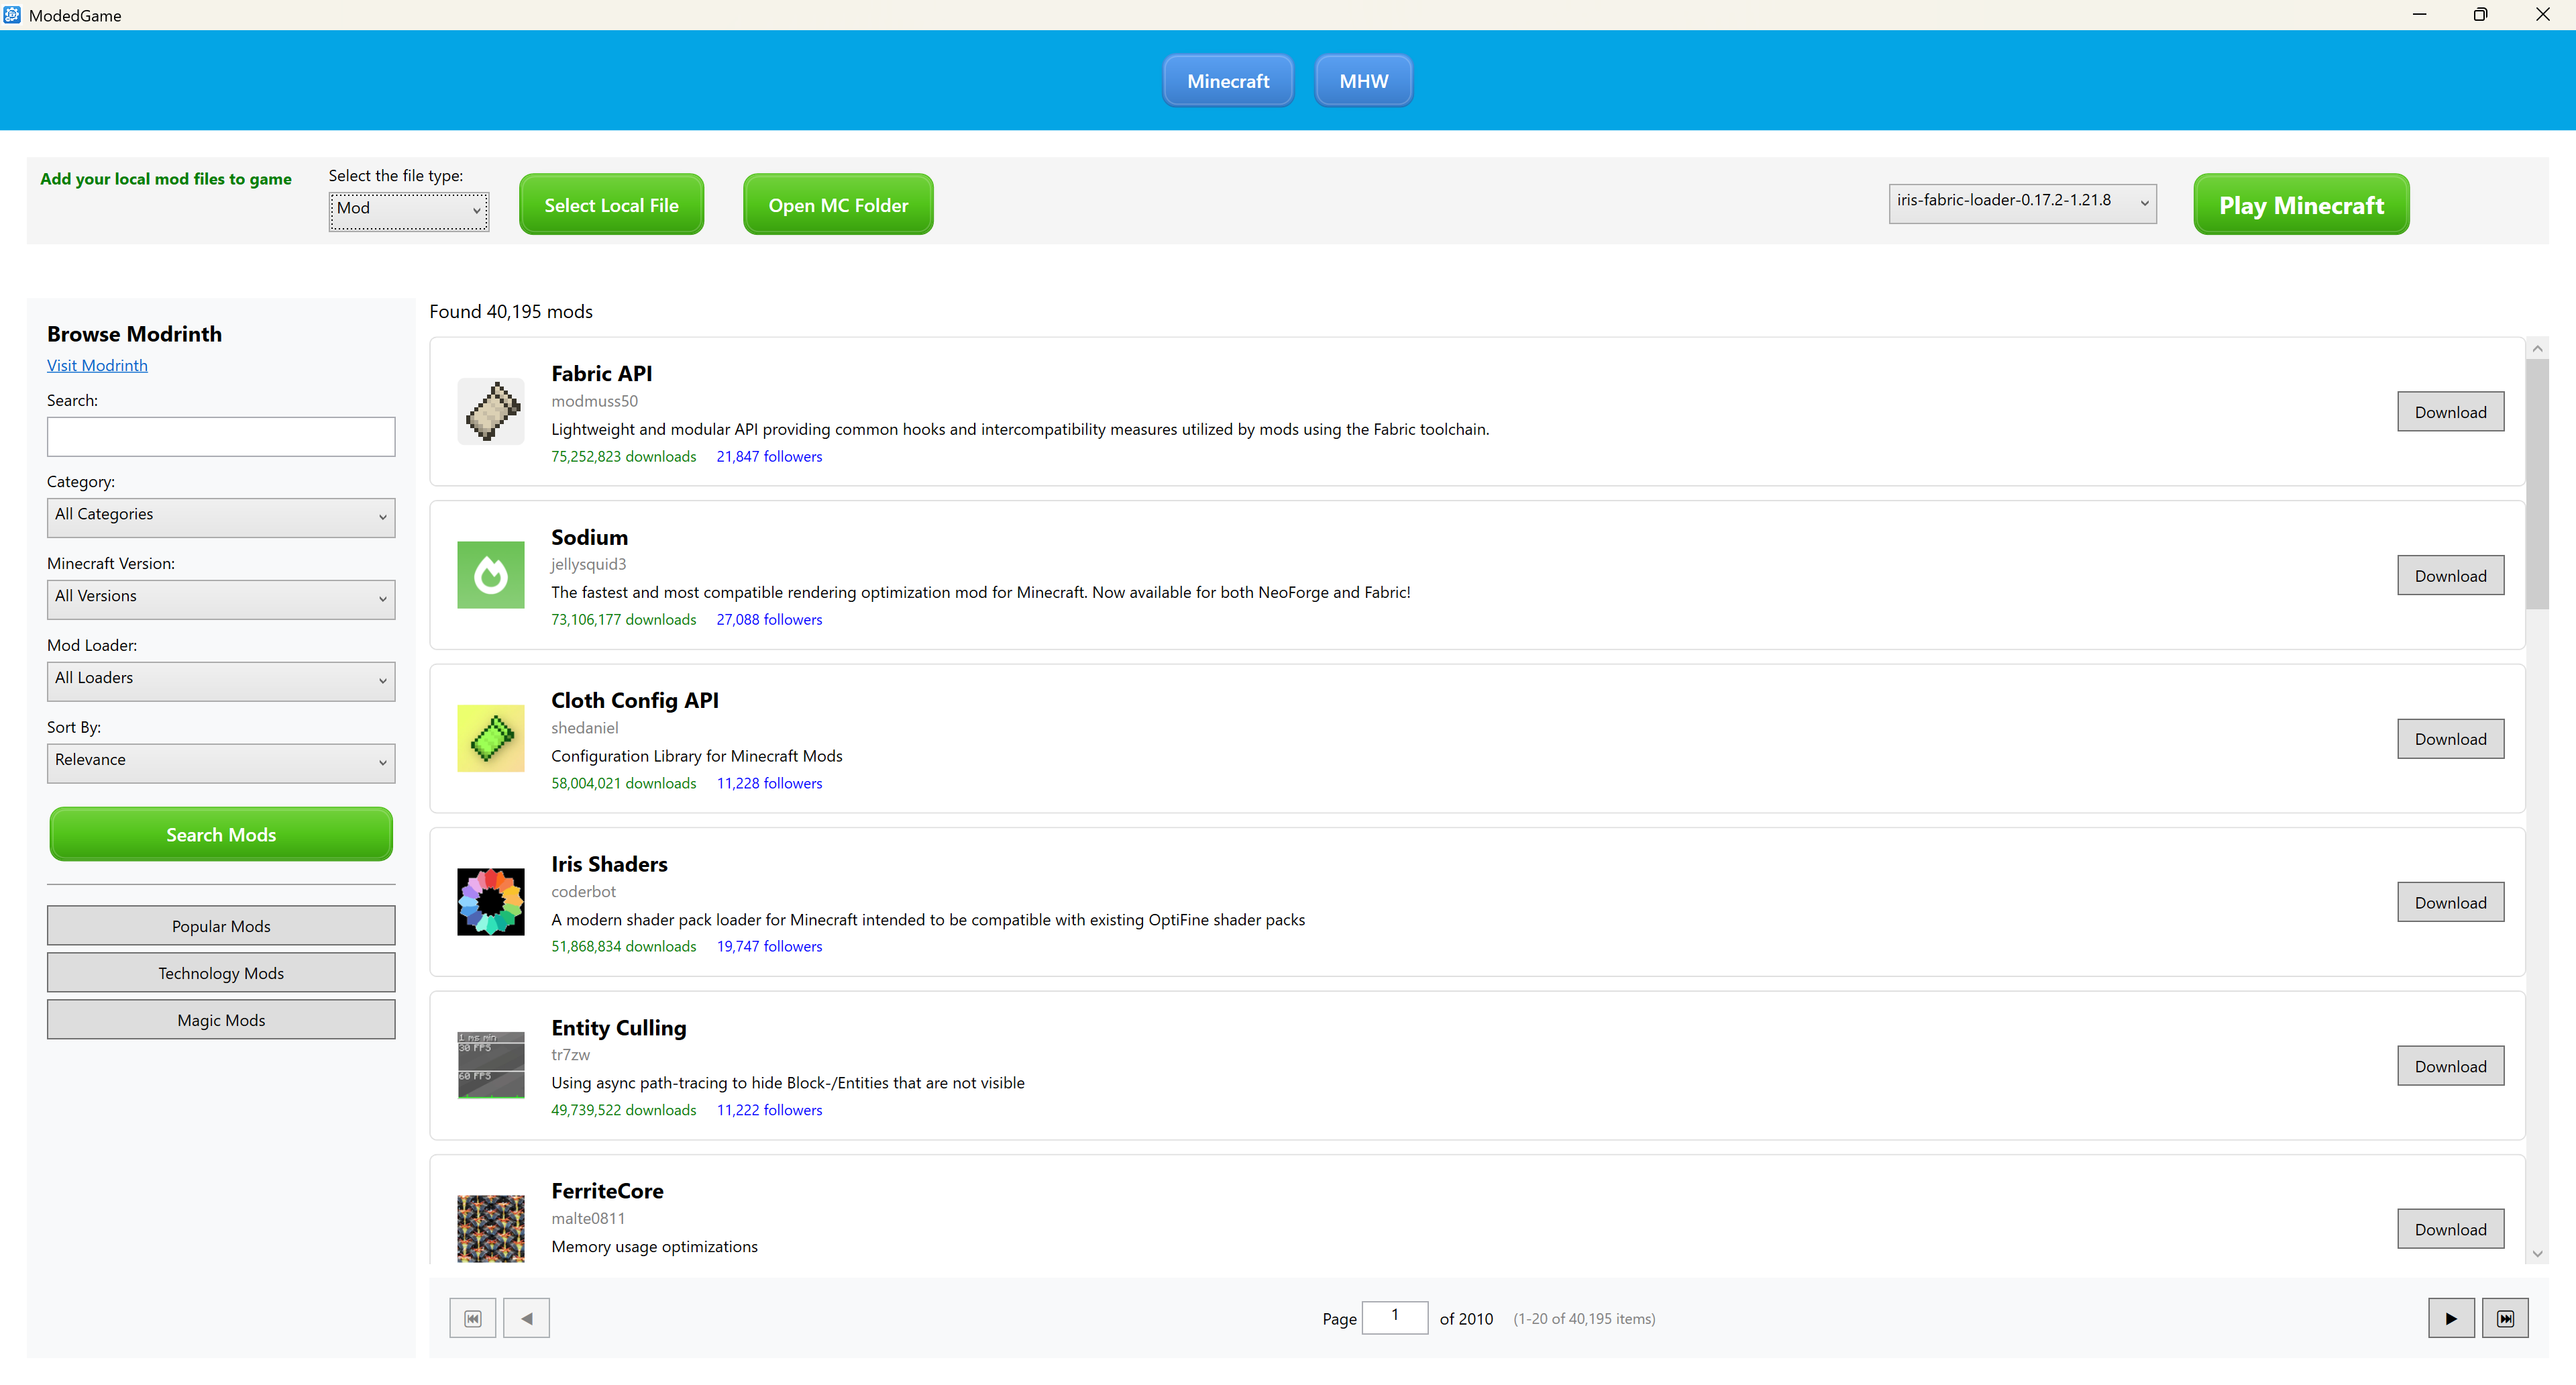 ModedGame
Minecraft
MHW
Add your local mod files to game
Select the file type:
Mod
Select Local File
Open MC Folder
iris-fabric-loader-0.17.2-1.21.8
Play Minecraft
Browse Modrinth
Visit Modrinth
Search:
Category:
All Categories
Minecraft Version:
All Versions
Mod Loader:
All Loaders
Sort By:
Relevance
Search Mods
Popular Mods
Technology Mods
Magic Mods
Found 40,195 mods
Fabric API
modmuss50
Lightweight and modular API providing common hooks and intercompatibility measures utilized by mods using the Fabric toolchain.
75,252,823 downloads 21,847 followers
Download
Sodium
jellysquid3
The fastest and most compatible rendering optimization mod for Minecraft. Now available for both NeoForge and Fabric!
73,106,177 downloads 27,088 followers
Download
Cloth Config API
shedaniel
Configuration Library for Minecraft Mods
58,004,021 downloads 11,228 followers
Download
Iris Shaders
coderbot
A modern shader pack loader for Minecraft intended to be compatible with existing OptiFine shader packs
51,868,834 downloads 19,747 followers
Download
1 ms min
30 FPS
60 FPS
Entity Culling
tr7zw
Using async path-tracing to hide Block-/Entities that are not visible
49,739,522 downloads 11,222 followers
Download
FerriteCore
malte0811
Memory usage optimizations
Download
Page 1 of 2010 (1-20 of 40,195 items)